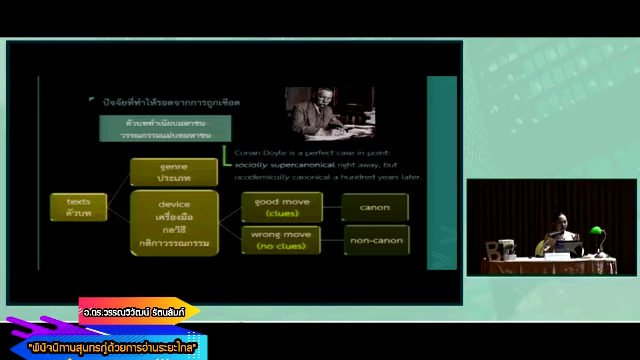 ปัจจัยที่ทำให้รอดจากการถูกเชือด
ตัวบททำเนียบมหาชน
วรรณกรรมแม่บทมหาชน
Conan Doyle is a perfect case in point:
socially supercanonical right away, but
academically canonical a hundred years later.
texts
ตัวบท
genre
ประเภท
device
เครื่องมือ
กลวิธี
กติกาวรรณกรรม
good move
(clues)
canon
wrong move
(no clues)
non-canon
อ.ดร.วรรณวิวัฒน์ รัตนลัมภ์
"พินิจนิทานสุนทรภู่ด้วยการอ่านระยะไกล"